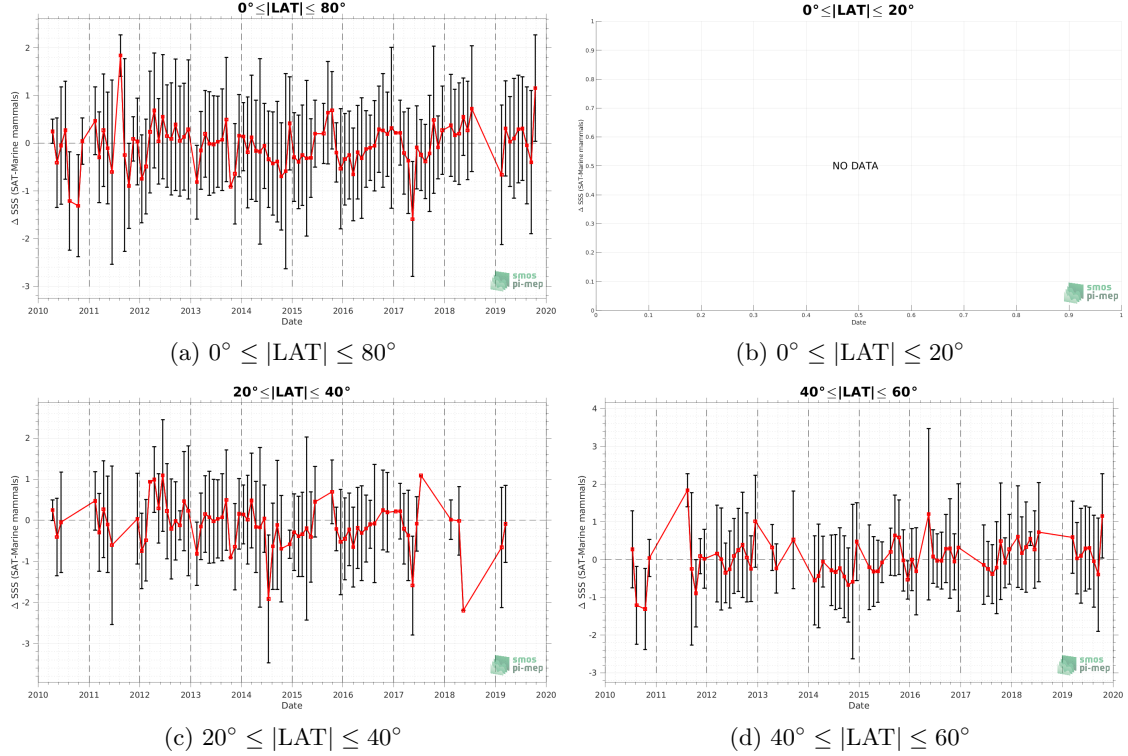 0°≤|LAT|≤ 80°
Δ SSS (SAT-Marine mammals)
2
1
0
-1
-2
-3
2010 2011 2012 2013 2014 2015 2016 2017 2018 2019 2020
Date
smos
pi-mep
(a) 0° ≤ |LAT| ≤ 80°
0°≤|LAT|≤ 20°
Δ SSS (SAT-Marine mammals)
1
0.9
0.8
0.7
0.6
0.5
0.4
0.3
0.2
0.1
0
NO DATA
0 0.1 0.2 0.3 0.4 0.5 0.6 0.7 0.8 0.9 1
Date
smos
pi-mep
(b) 0° ≤ |LAT| ≤ 20°
20°≤|LAT|≤ 40°
Δ SSS (SAT-Marine mammals)
2
1
0
-1
-2
-3
2010 2011 2012 2013 2014 2015 2016 2017 2018 2019 2020
Date
smos
pi-mep
(c) 20° ≤ |LAT| ≤ 40°
40°≤|LAT|≤ 60°
Δ SSS (SAT-Marine mammals)
4
3
2
1
0
-1
-2
-3
2010 2011 2012 2013 2014 2015 2016 2017 2018 2019 2020
Date
smos
pi-mep
(d) 40° ≤ |LAT| ≤ 60°